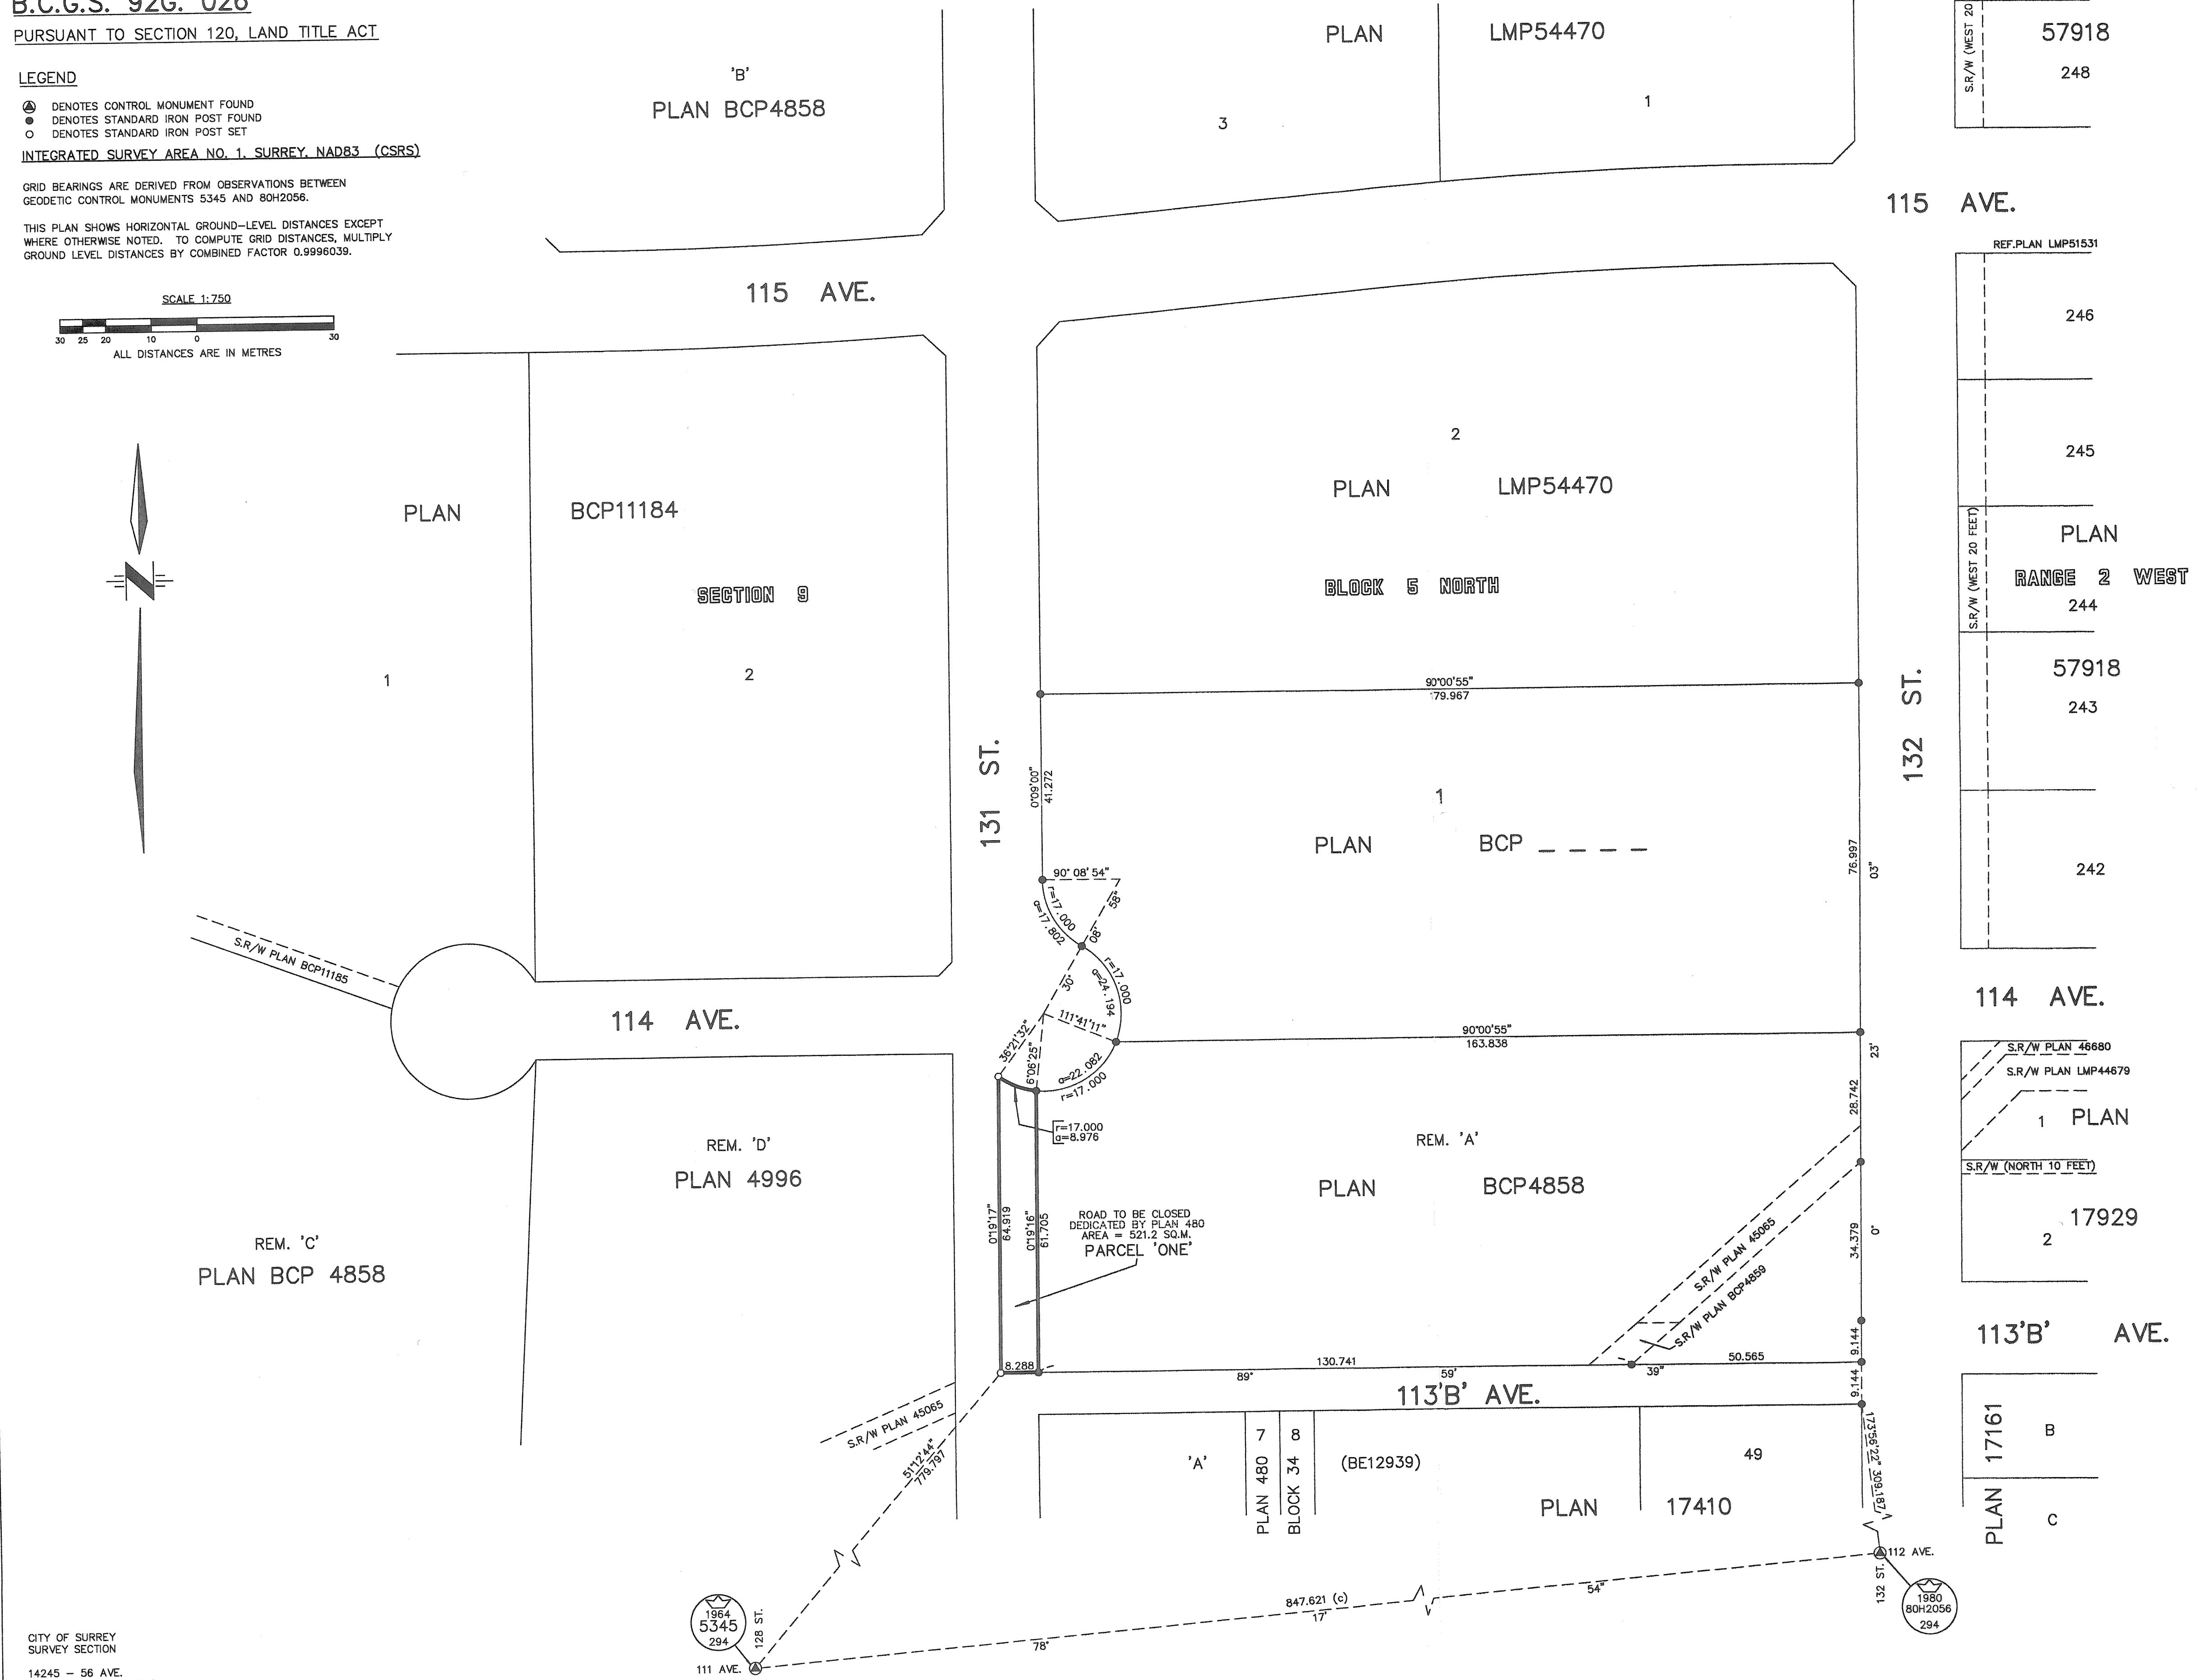 B.C.G.S. 92G. 026
PURSUANT TO SECTION 120, LAND TITLE ACT
LEGEND
DENOTES CONTROL MONUMENT FOUND
DENOTES STANDARD IRON POST FOUND
DENOTES STANDARD IRON POST SET
INTEGRATED SURVEY AREA NO. 1, SURREY, NAD83 (CSRS)
GRID BEARINGS ARE DERIVED FROM OBSERVATIONS BETWEEN
GEODETIC CONTROL MONUMENTS 5345 AND 80H2056.
THIS PLAN SHOWS HORIZONTAL GROUND-LEVEL DISTANCES EXCEPT
WHERE OTHERWISE NOTED. TO COMPUTE GRID DISTANCES, MULTIPLY
GROUND LEVEL DISTANCES BY COMBINED FACTOR 0.9996039.
SCALE 1:750
30 25 20 10 0 30
ALL DISTANCES ARE IN METRES
N
'B'
PLAN BCP4858
PLAN LMP54470
3
1
S.R/W (WEST 20
57918
248
115 AVE.
115 AVE.
REF.PLAN LMP51531
246
245
S.R/W (WEST 20 FEET)
PLAN
RANGE 2 WEST
244
57918
243
242
PLAN BCP11184
SECTION 9
1
2
2
PLAN LMP54470
BLOCK 5 NORTH
90°00'55"
79.967
131 ST.
132 ST.
0°09'00"
41.272
1
PLAN BCP _ _ _ _
76.997
03"
90° 08' 54"
58"
r=17.000
a=17.802
08'
r=17.000
a=24.194
30°
111°41'11"
36°21'32"
6°06'25"
a=22.082
r=17.000
r=17.000
a=8.976
S.R/W PLAN BCP11185
114 AVE.
114 AVE.
90°00'55"
163.838
23'
28.742
S.R/W PLAN 46680
S.R/W PLAN LMP44679
1 PLAN
S.R/W (NORTH 10 FEET)
17929
2
REM. 'D'
PLAN 4996
REM. 'C'
PLAN BCP 4858
REM. 'A'
PLAN BCP4858
0°19'17"
64.919
0°19'16"
61.705
ROAD TO BE CLOSED
DEDICATED BY PLAN 480
AREA = 521.2 SQ.M.
PARCEL 'ONE'
S.R/W PLAN 45065
S.R/W PLAN BCP4859
34.379
0°
9.144
9.144
8.288
130.741
50.565
89° 59' 39"
113'B' AVE.
113'B' AVE.
S.R/W PLAN 45065
51°12'44"
779.797
'A'
7
PLAN 480
8
BLOCK 34
(BE12939)
49
PLAN 17410
173°56'22" 309.187
PLAN 17161
B
PLAN
C
112 AVE.
132 ST.
1980
80H2056
294
847.621 (c)
78° 17' 54"
1964
5345
294
128 ST.
111 AVE.
CITY OF SURREY
SURVEY SECTION
14245 - 56 AVE.